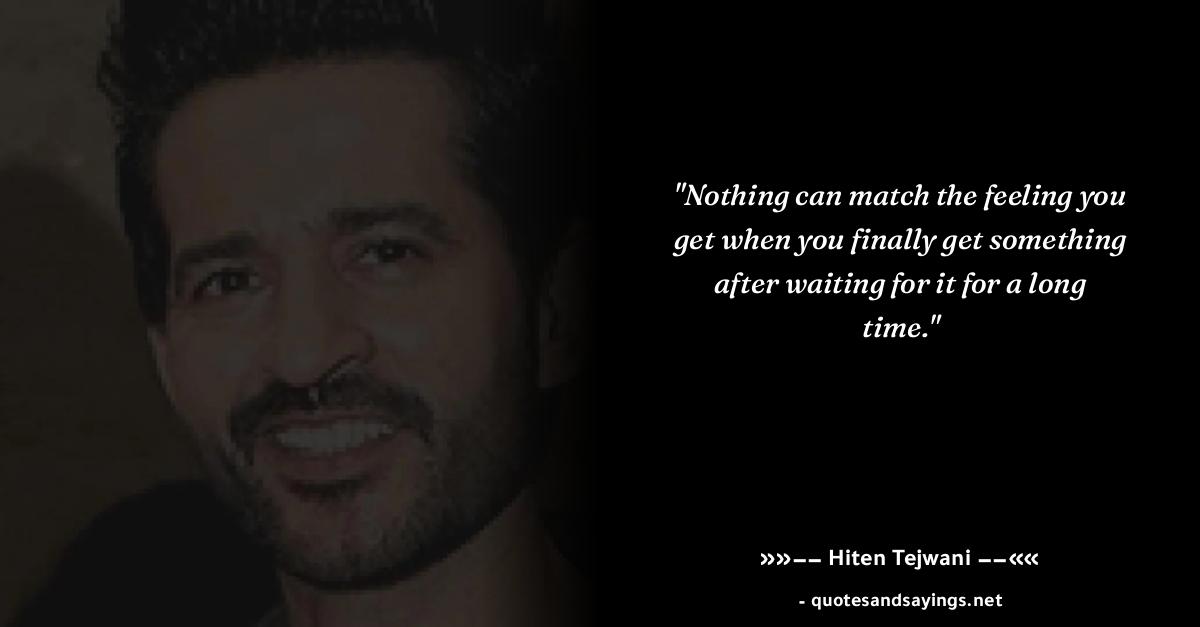 "Nothing can match the feeling you
get when you finally get something
after waiting for it for a long
time."
»»–– Hiten Tejwani ––««
- quotesandsayings.net